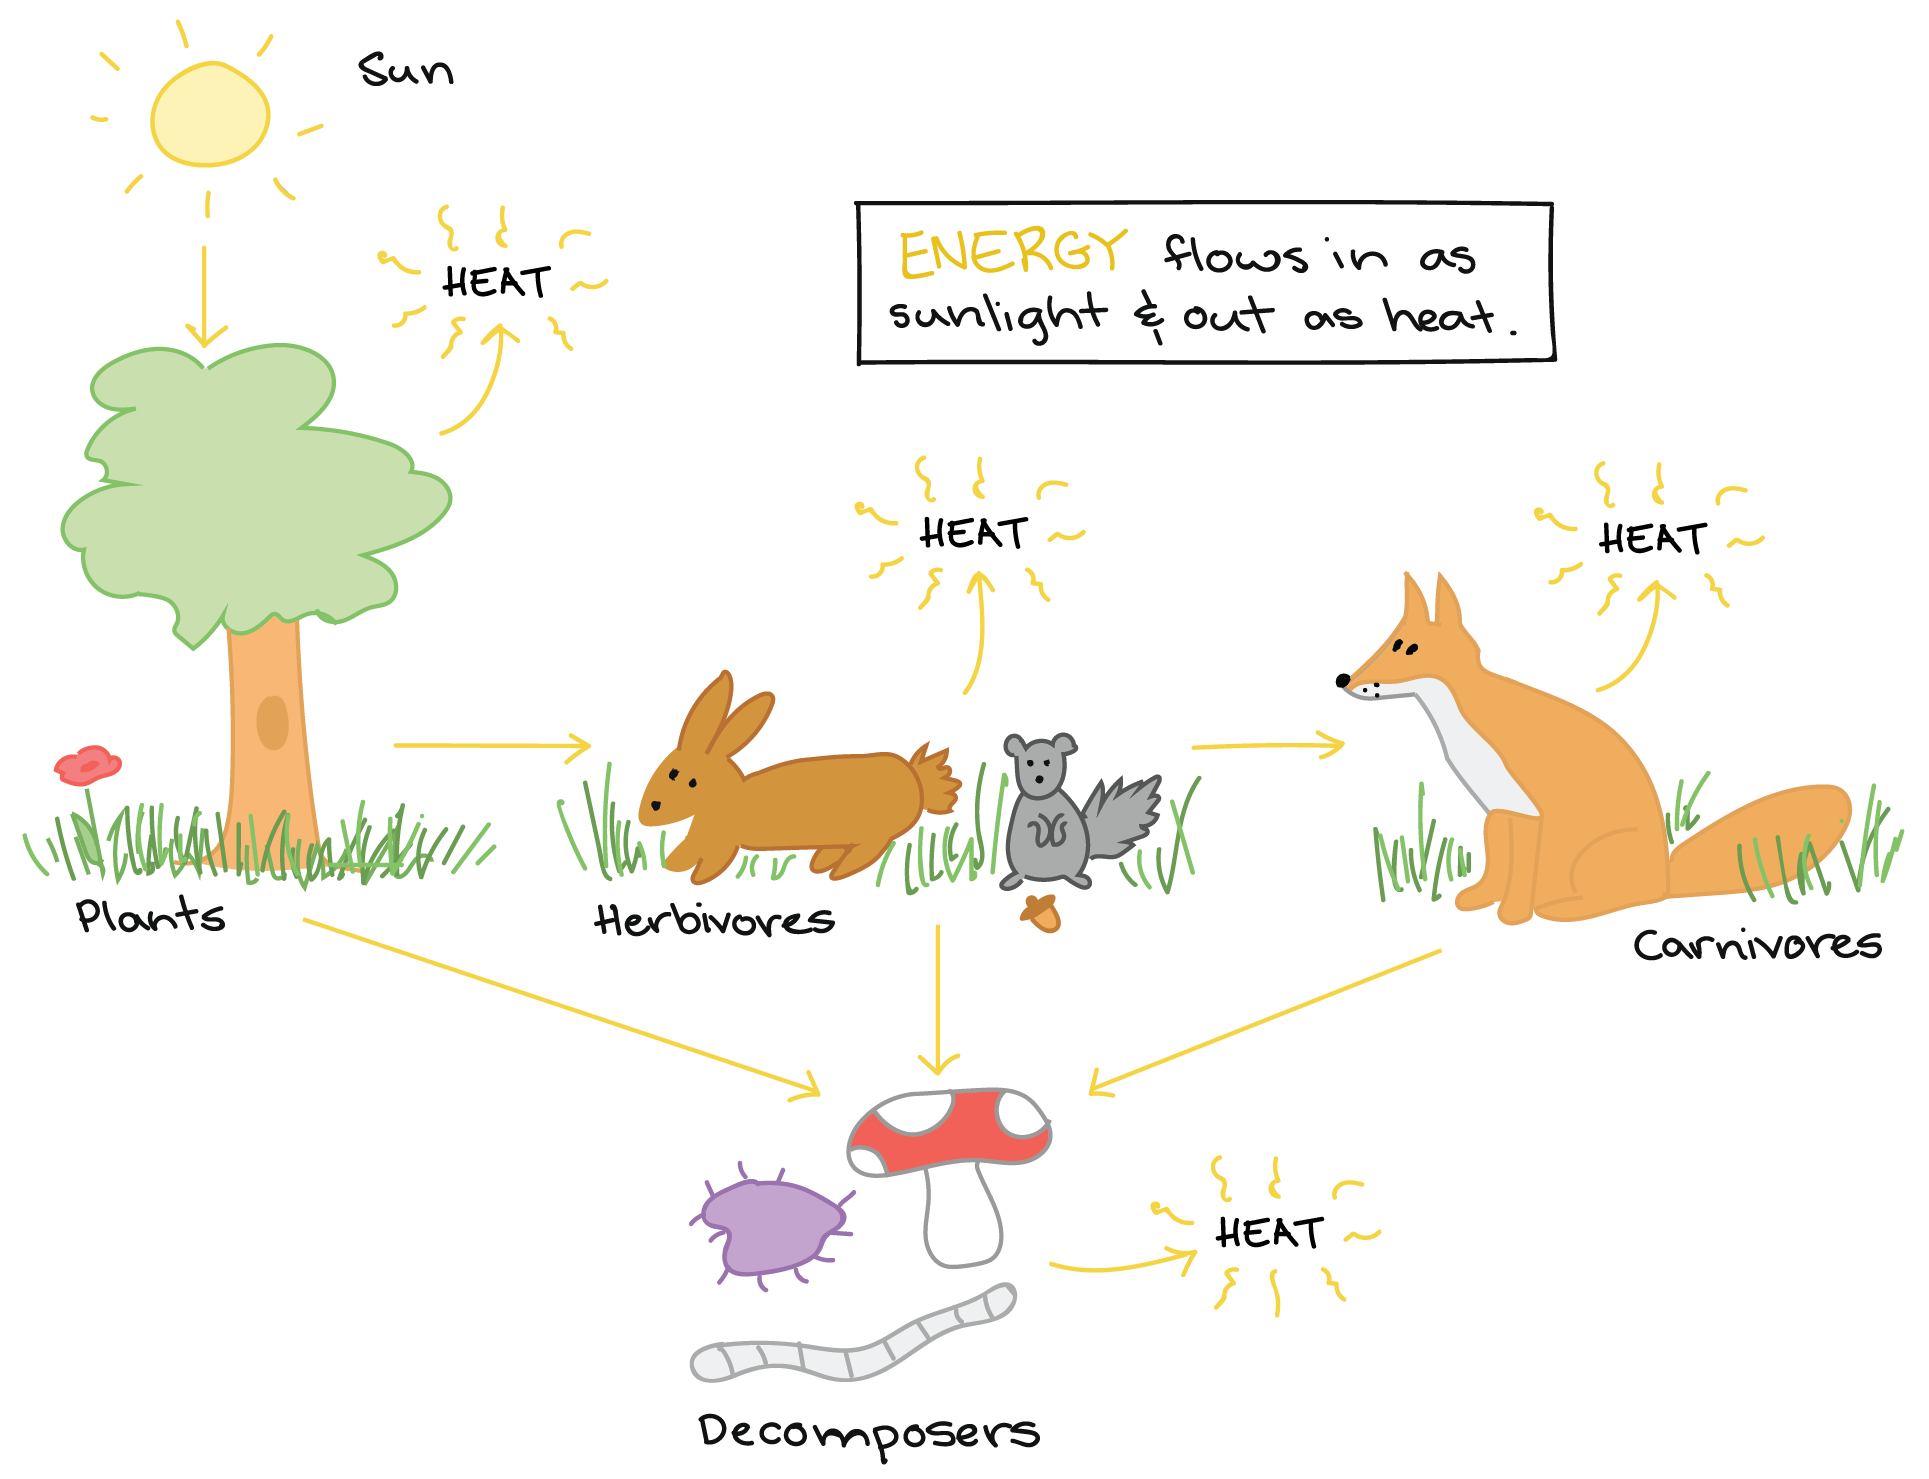 Sun
HEAT
ENERGY flows in as
sunlight & out as heat.
HEAT
HEAT
Plants
Herbivores
Carnivores
HEAT
Decomposers